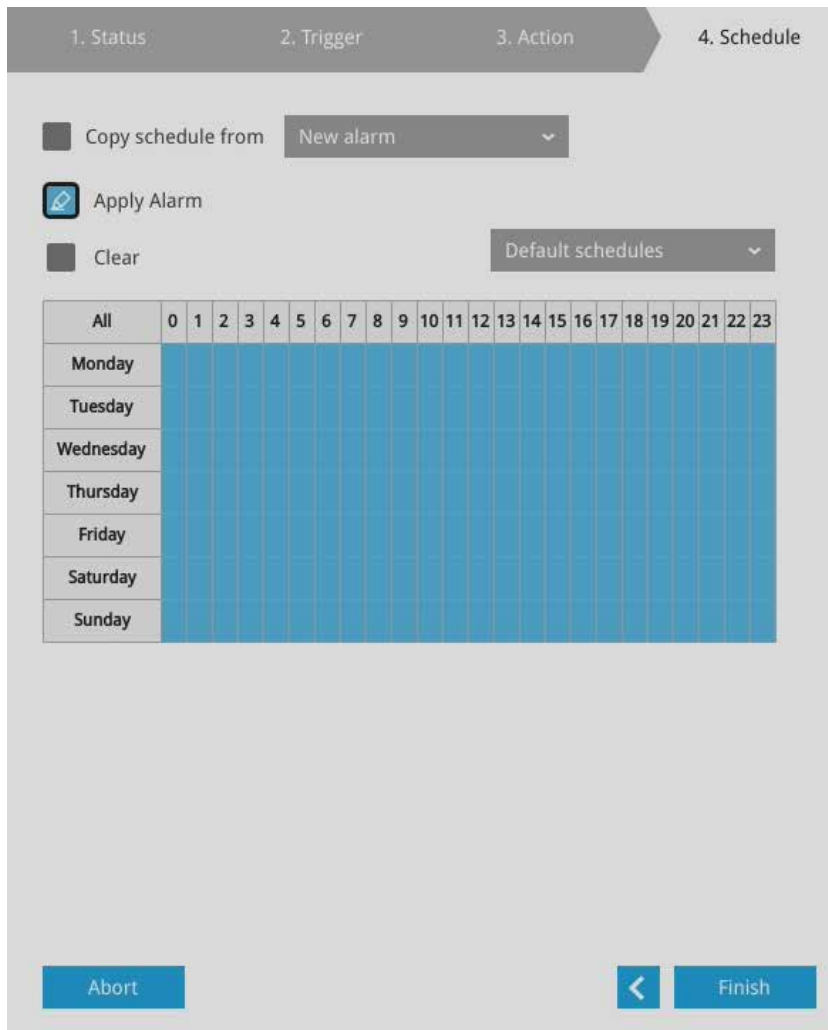 1. Status 2. Trigger 3. Action 4. Schedule
Copy schedule from New alarm
Apply Alarm
Clear Default schedules
All 0 1 2 3 4 5 6 7 8 9 10 11 12 13 14 15 16 17 18 19 20 21 22 23
Monday
Tuesday
Wednesday
Thursday
Friday
Saturday
Sunday
Abort Finish